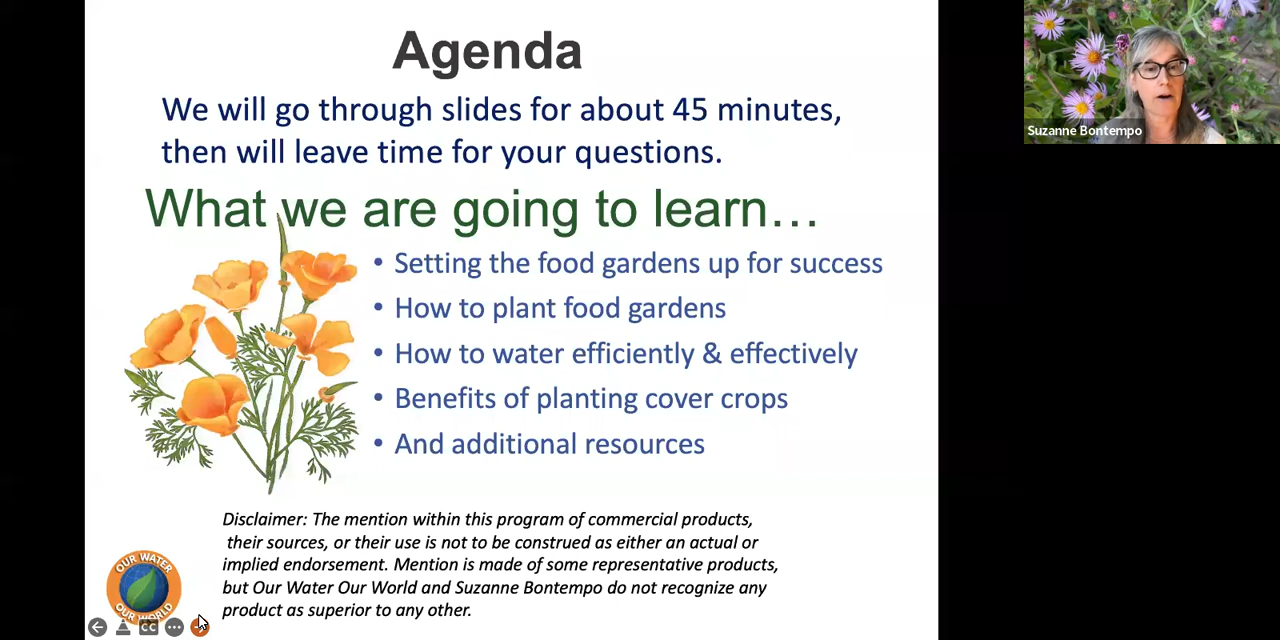 Agenda
We will go through slides for about 45 minutes,
then will leave time for your questions.
What we are going to learn…
• Setting the food gardens up for success
• How to plant food gardens
• How to water efficiently & effectively
• Benefits of planting cover crops
• And additional resources
Disclaimer: The mention within this program of commercial products,
their sources, or their use is not to be construed as either an actual or
implied endorsement. Mention is made of some representative products,
but Our Water Our World and Suzanne Bontempo do not recognize any
product as superior to any other.
OUR WATER
OUR WORLD
CC
Suzanne Bontempo